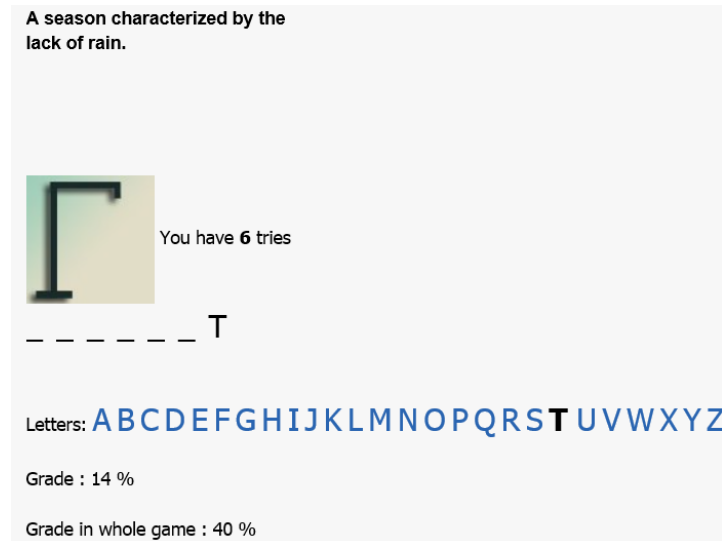 A season characterized by the
lack of rain.
You have 6 tries
_ _ _ _ _ _ T
Letters: A B C D E F G H I J K L M N O P Q R S T U V W X Y Z
Grade : 14 %
Grade in whole game : 40 %